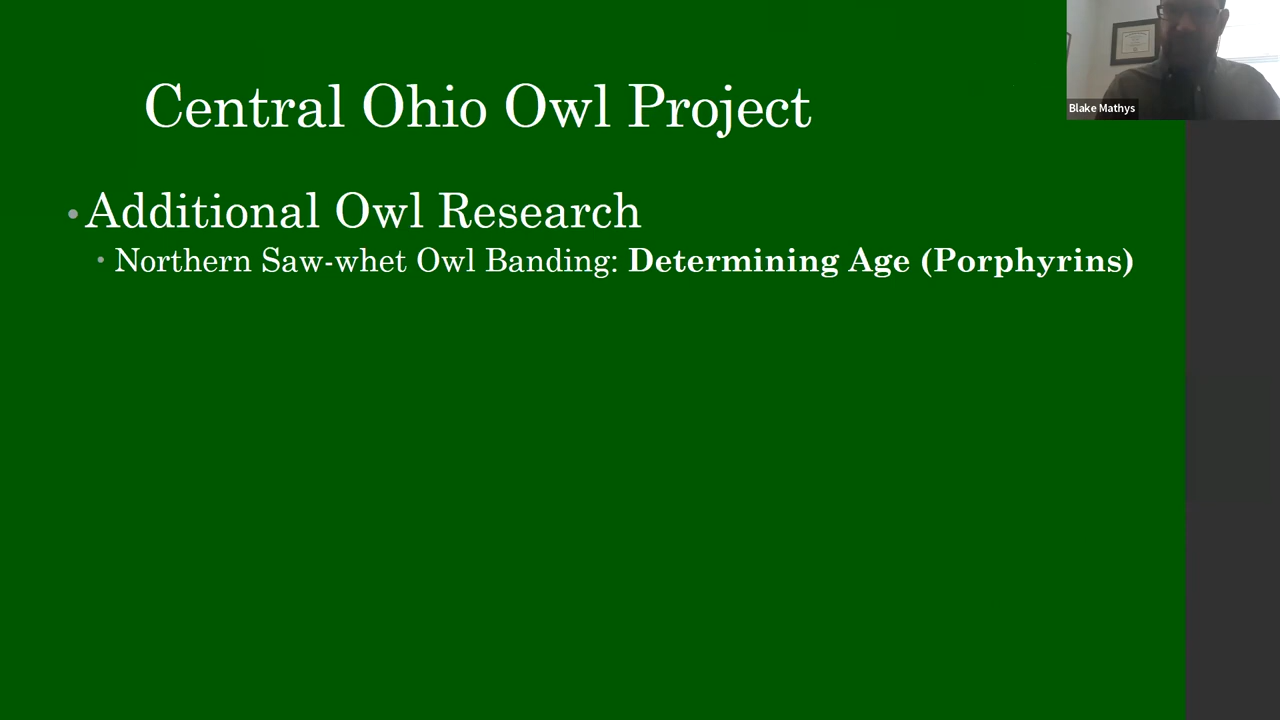 Central Ohio Owl Project
• Additional Owl Research
• Northern Saw-whet Owl Banding: Determining Age (Porphyrins)
Blake Mathys